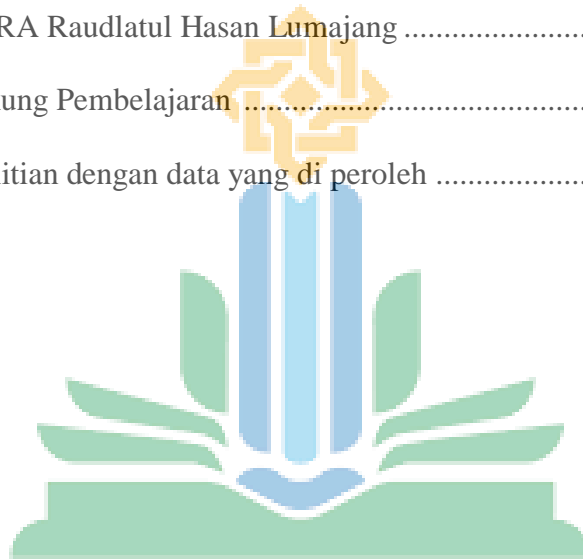 RA Raudlatul Hasan Lumajang ..................
ung Pembelajaran ........................................
itian dengan data yang di peroleh ................